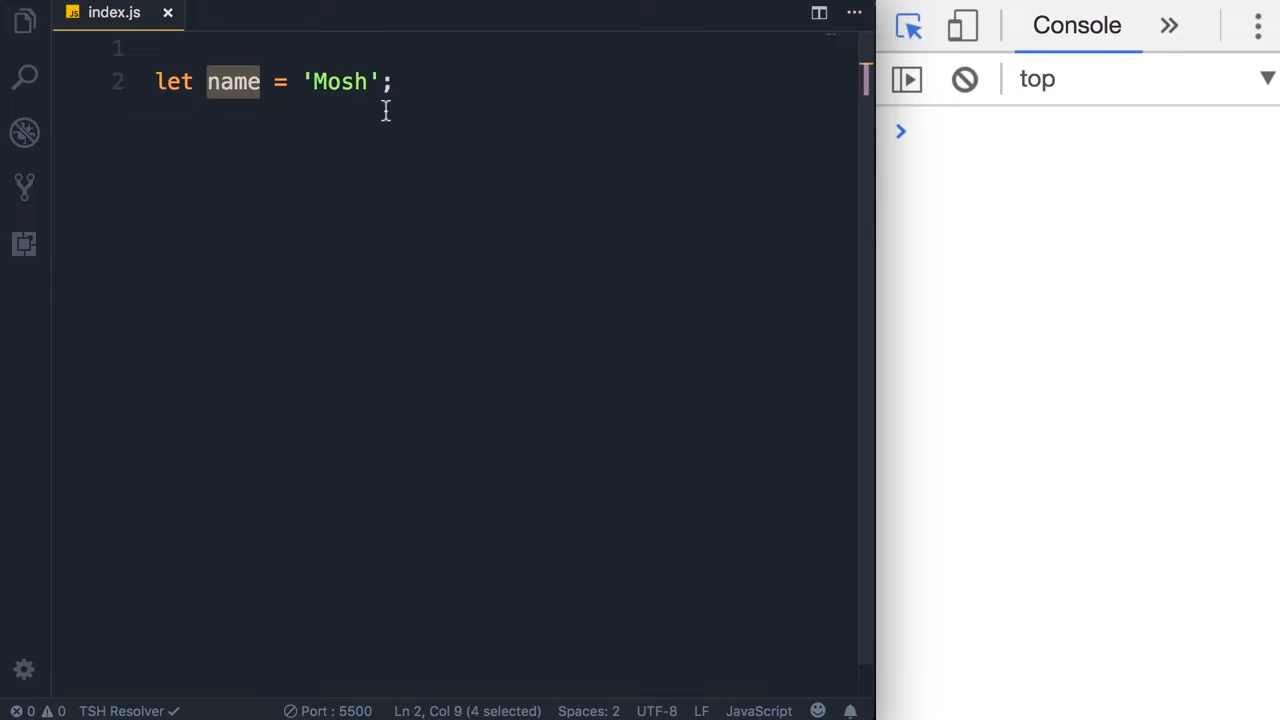 JS index.js ×
Console »
top
1
2 let name = 'Mosh';
0 0 TSH Resolver ✓ Port : 5500 Ln 2, Col 9 (4 selected) Spaces: 2 UTF-8 LF JavaScript